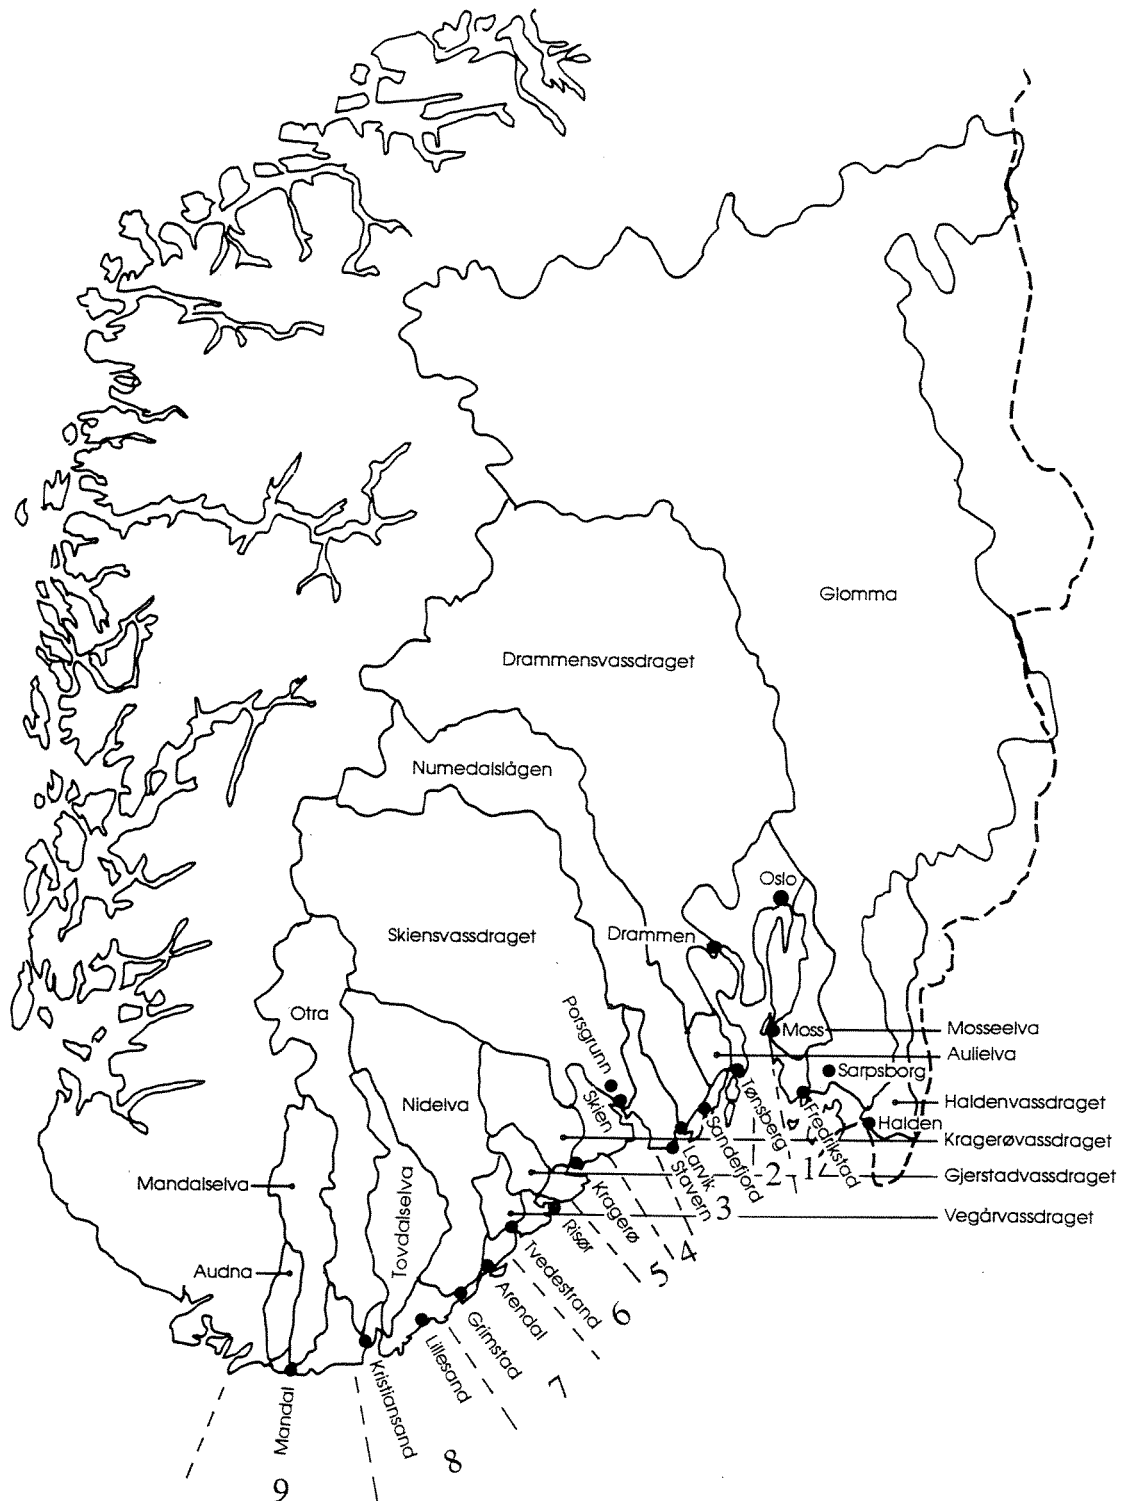 Glomma
Drammensvassdraget
Numedalslågen
Oslo
Skiensvassdraget
Drammen
Otra
Porsgrunn
Moss
Mosseelva
Aulielva
Sarpsborg
Tønsberg
Nidelva
Skien
Fredrikstad
Haldenvassdraget
Halden
Sandefjord
Kragerøvassdraget
Larvik
Stavern
Mandalselva
Tovdalselva
Gjerstadvassdraget
Kragerø
Risør
Vegårvassdraget
Audna
Tvedestrand
Arendal
Grimstad
Lillesand
Kristiansand
Mandal
1
2
3
4
5
6
7
8
9